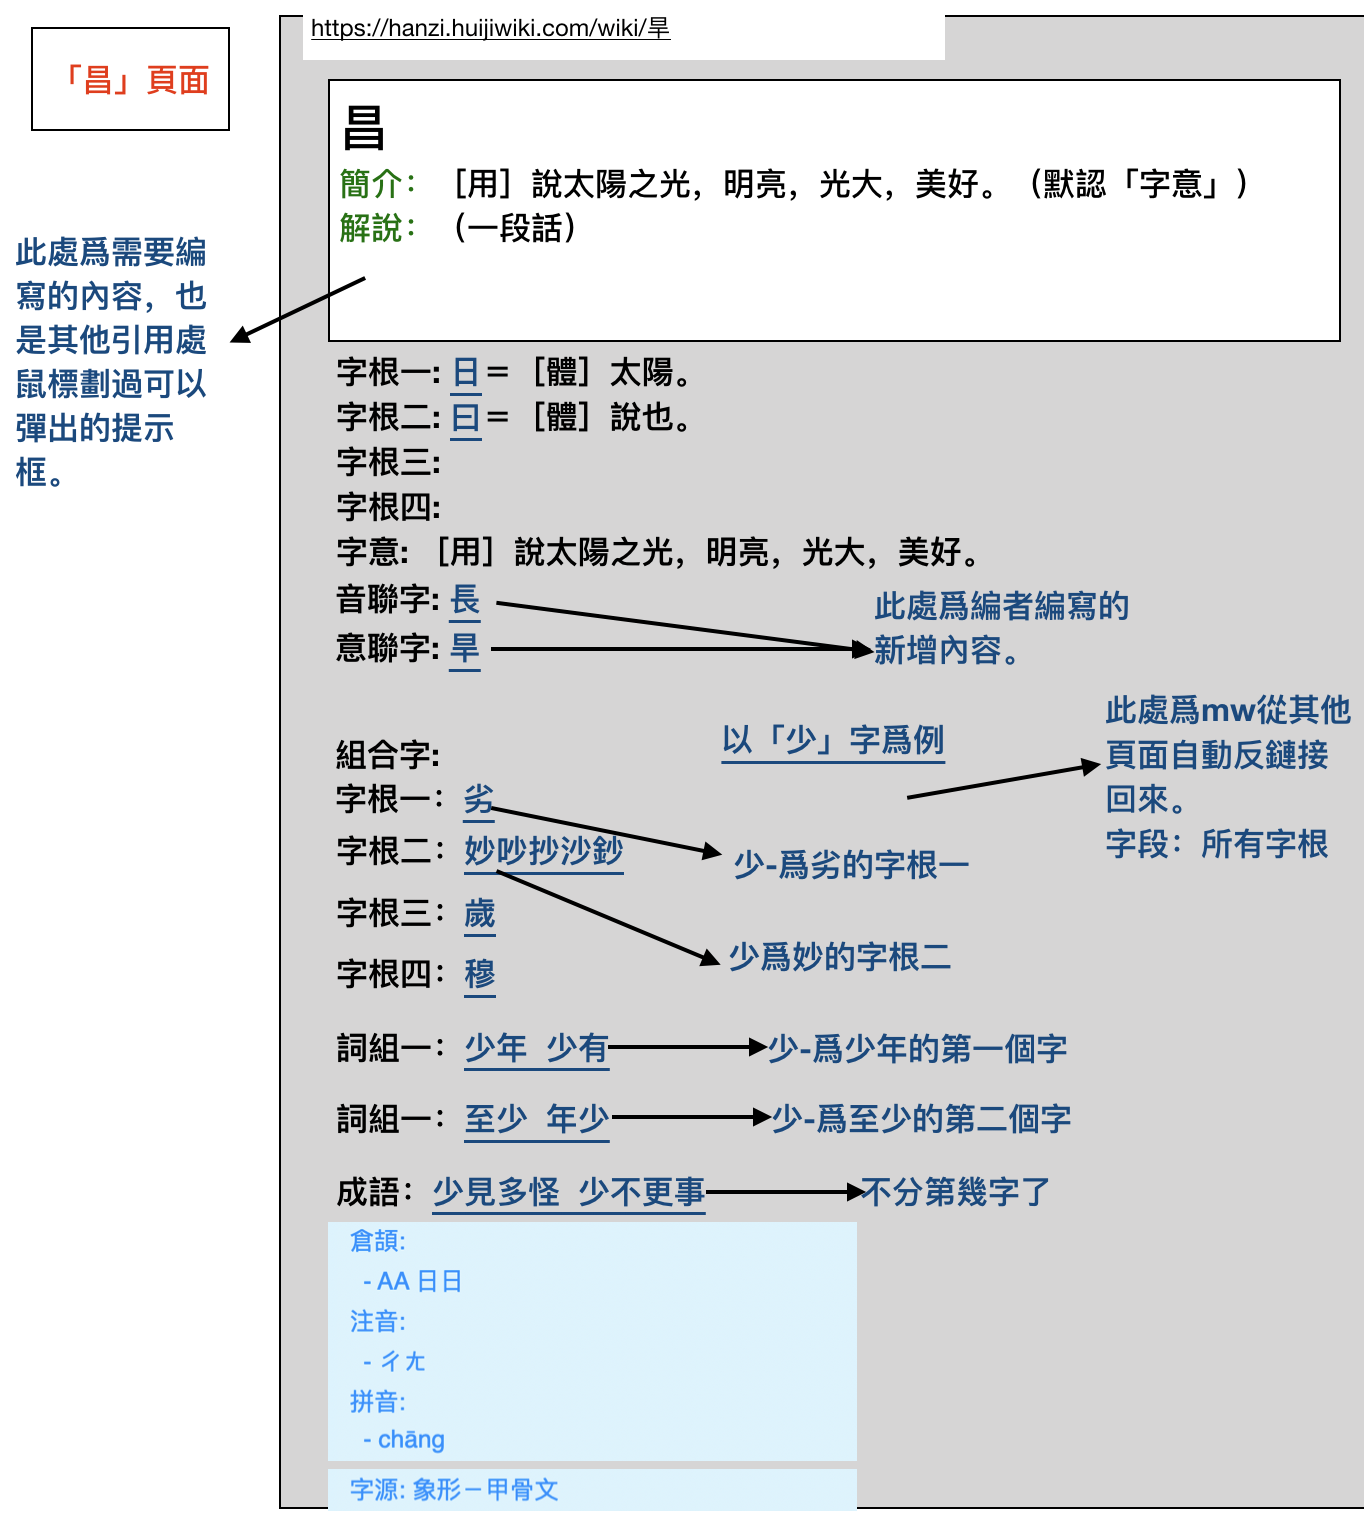 https://hanzi.huijiwiki.com/wiki/旱
「昌」頁面
昌
簡介：［用］說太陽之光，明亮，光大，美好。（默認「字意」）
解說：（一段話）
此處爲需要編
寫的內容，也
是其他引用處
鼠標劃過可以
彈出的提示
框。
字根一: 日＝［體］太陽。
字根二: 曰＝［體］說也。
字根三:
字根四:
字意: ［用］說太陽之光，明亮，光大，美好。
音聯字: 長
意聯字: 旱
此處爲編者編寫的
新增內容。
此處爲mw從其他
頁面自動反鏈接
回來。
字段：所有字根
以「少」字爲例
組合字:
字根一：劣
字根二：妙吵抄沙鈔
少-爲劣的字根一
字根三：歲
少爲妙的字根二
字根四：穆
詞組一：少年 少有
少-爲少年的第一個字
詞組一：至少 年少
少-爲至少的第二個字
成語：少見多怪 少不更事
不分第幾字了
倉頡:
- AA 日日
注音:
- ㄔㄤ
拼音:
- chāng
字源: 象形－甲骨文